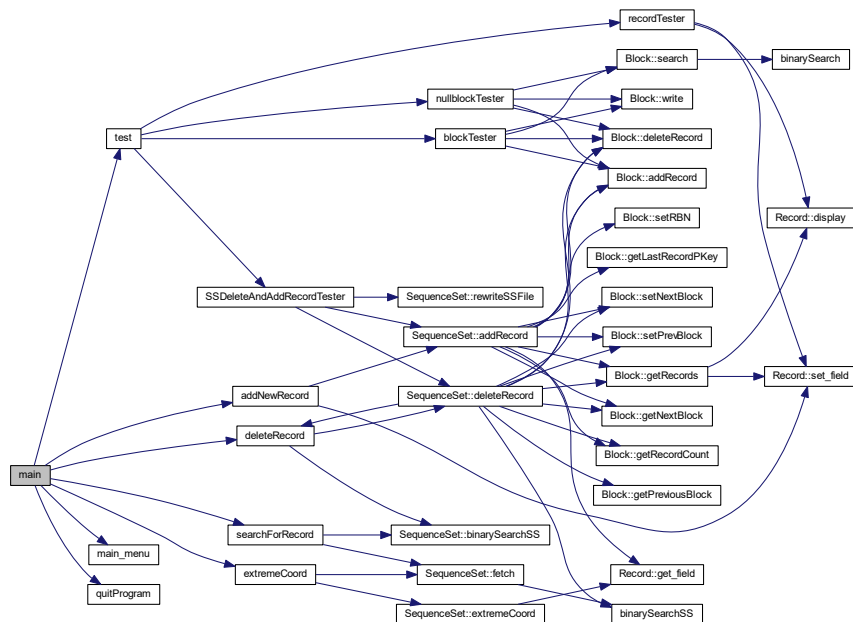 recordTester
Block::search
binarySearch
nullblockTester
Block::write
test
blockTester
Block::deleteRecord
Block::addRecord
Block::setRBN
Record::display
Block::getLastRecordPKey
SSDeleteAndAddRecordTester
SequenceSet::rewriteSSFile
Block::setNextBlock
SequenceSet::addRecord
Block::setPrevBlock
Block::getRecords
Record::set_field
addNewRecord
SequenceSet::deleteRecord
Block::getNextBlock
deleteRecord
Block::getRecordCount
main
Block::getPreviousBlock
searchForRecord
SequenceSet::binarySearchSS
main_menu
extremeCoord
SequenceSet::fetch
Record::get_field
quitProgram
SequenceSet::extremeCoord
binarySearchSS